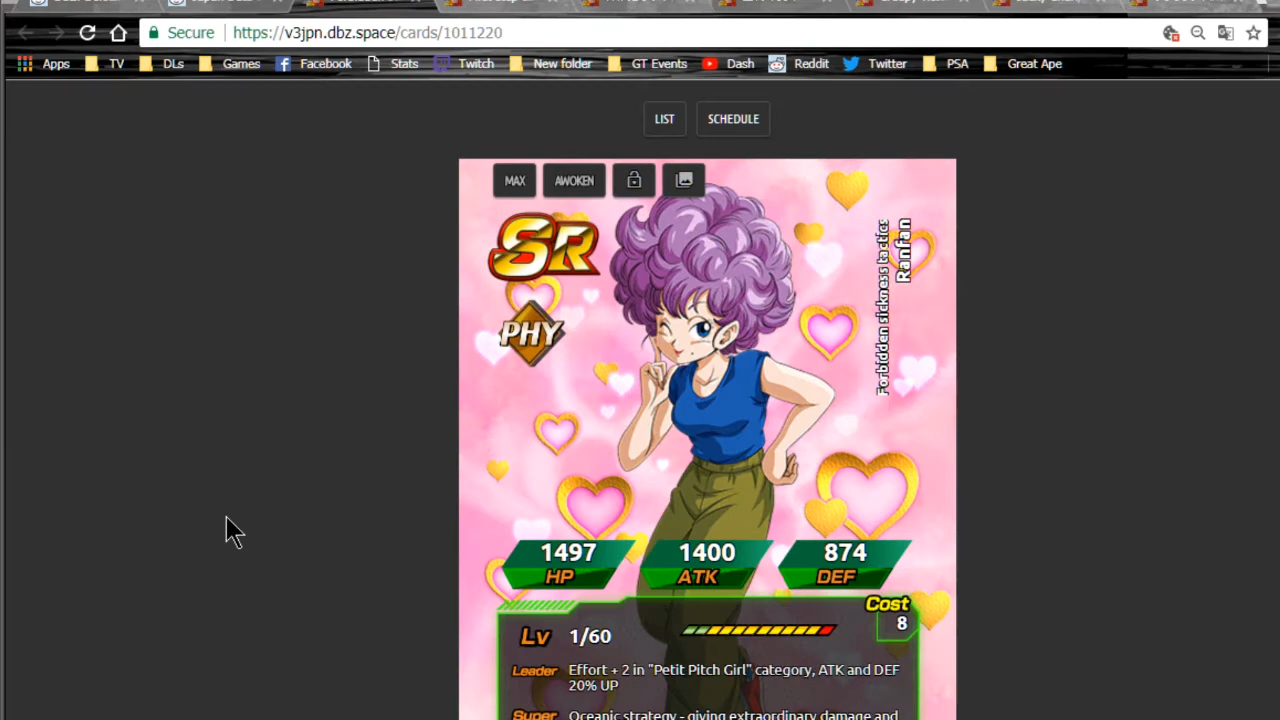 Secure
https://v3jpn.dbz.space/cards/1011220
Apps TV DLs Games Facebook Stats Twitch New folder GT Events Dash Reddit Twitter PSA Great Ape
LIST SCHEDULE
MAX AWOKEN
SR
PHY
Forbidden sickness tactics
Ranfan
1497 1400 874
HP ATK DEF
Cost
8
Lv 1/60
Leader Effort + 2 in "Petit Pitch Girl" category, ATK and DEF
20% UP
Super Oceanic strategy - giving extraordinary damage and